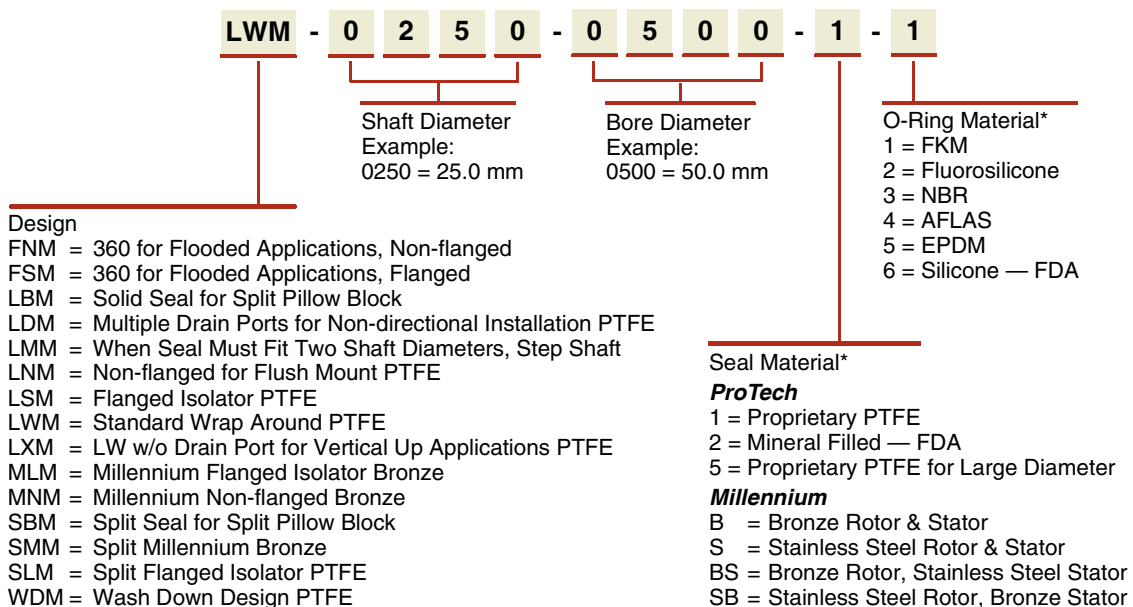 LWM - 0 2 5 0 - 0 5 0 0 - 1 - 1
Shaft Diameter
Example:
0250 = 25.0 mm
Bore Diameter
Example:
0500 = 50.0 mm
O-Ring Material*
1 = FKM
2 = Fluorosilicone
3 = NBR
4 = AFLAS
5 = EPDM
6 = Silicone — FDA
Design
FNM = 360 for Flooded Applications, Non-flanged
FSM = 360 for Flooded Applications, Flanged
LBM = Solid Seal for Split Pillow Block
LDM = Multiple Drain Ports for Non-directional Installation PTFE
LMM = When Seal Must Fit Two Shaft Diameters, Step Shaft
LNM = Non-flanged for Flush Mount PTFE
LSM = Flanged Isolator PTFE
LWM = Standard Wrap Around PTFE
LXM = LW w/o Drain Port for Vertical Up Applications PTFE
MLM = Millennium Flanged Isolator Bronze
MNM = Millennium Non-flanged Bronze
SBM = Split Seal for Split Pillow Block
SMM = Split Millennium Bronze
SLM = Split Flanged Isolator PTFE
WDM = Wash Down Design PTFE
Seal Material*
ProTech
1 = Proprietary PTFE
2 = Mineral Filled — FDA
5 = Proprietary PTFE for Large Diameter
Millennium
B = Bronze Rotor & Stator
S = Stainless Steel Rotor & Stator
BS = Bronze Rotor, Stainless Steel Stator
SB = Stainless Steel Rotor, Bronze Stator